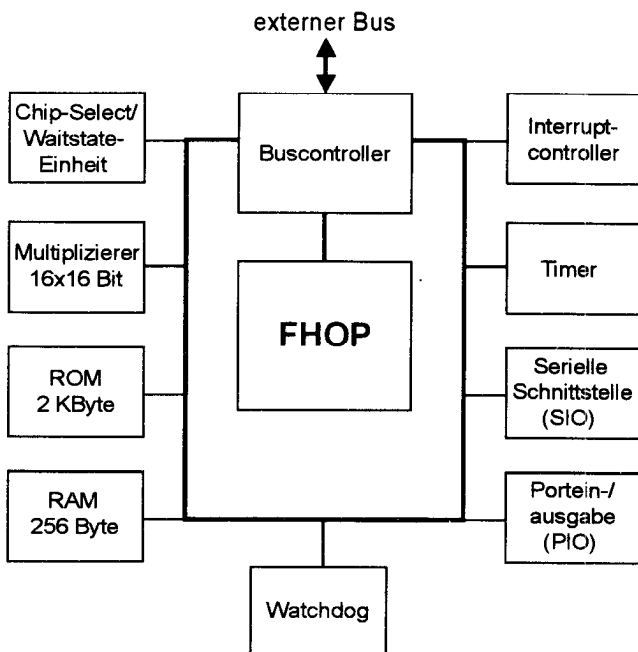 externer Bus
Chip-Select/
Waitstate-
Einheit
Buscontroller
Interrupt-
controller
Multiplizierer
16x16 Bit
FHOP
Timer
ROM
2 KByte
Serielle
Schnittstelle
(SIO)
RAM
256 Byte
Portein-/
ausgabe
(PIO)
Watchdog